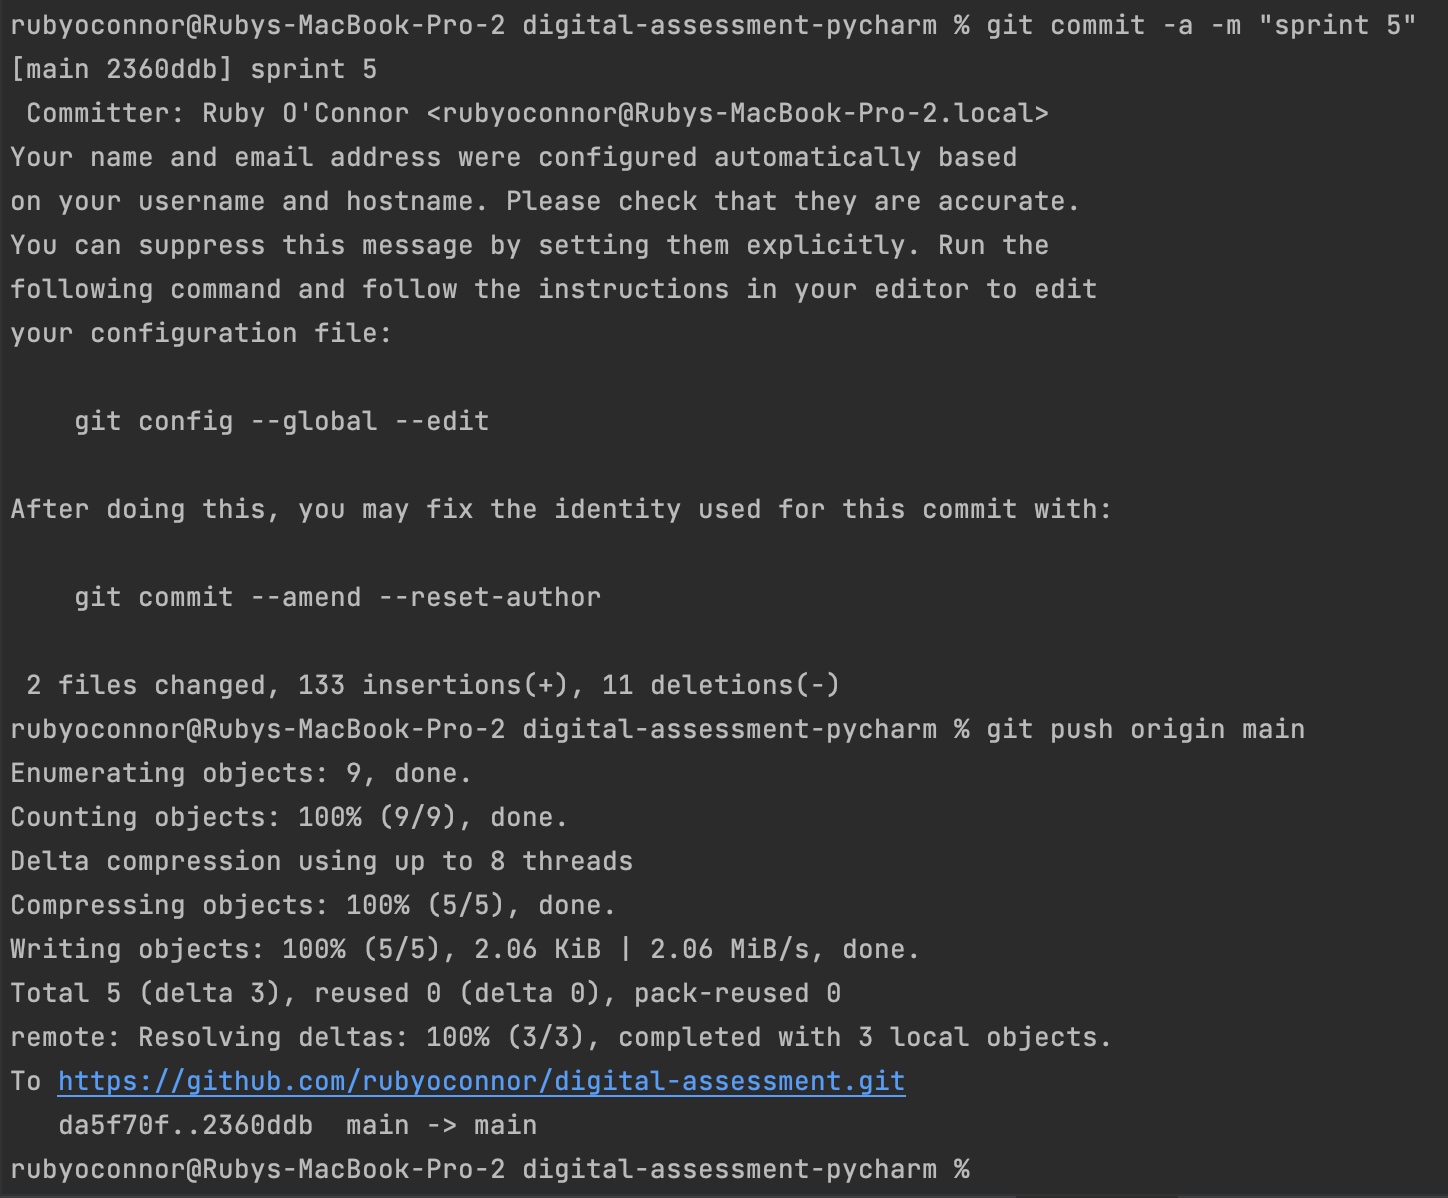 rubyoconnor@Rubys-MacBook-Pro-2 digital-assessment-pycharm % git commit -a -m "sprint 5"
[main 2360ddb] sprint 5
 Committer: Ruby O'Connor <rubyoconnor@Rubys-MacBook-Pro-2.local>
Your name and email address were configured automatically based
on your username and hostname. Please check that they are accurate.
You can suppress this message by setting them explicitly. Run the
following command and follow the instructions in your editor to edit
your configuration file:

    git config --global --edit

After doing this, you may fix the identity used for this commit with:

    git commit --amend --reset-author

 2 files changed, 133 insertions(+), 11 deletions(-)
rubyoconnor@Rubys-MacBook-Pro-2 digital-assessment-pycharm % git push origin main
Enumerating objects: 9, done.
Counting objects: 100% (9/9), done.
Delta compression using up to 8 threads
Compressing objects: 100% (5/5), done.
Writing objects: 100% (5/5), 2.06 KiB | 2.06 MiB/s, done.
Total 5 (delta 3), reused 0 (delta 0), pack-reused 0
remote: Resolving deltas: 100% (3/3), completed with 3 local objects.
To https://github.com/rubyoconnor/digital-assessment.git
   da5f70f..2360ddb  main -> main
rubyoconnor@Rubys-MacBook-Pro-2 digital-assessment-pycharm %